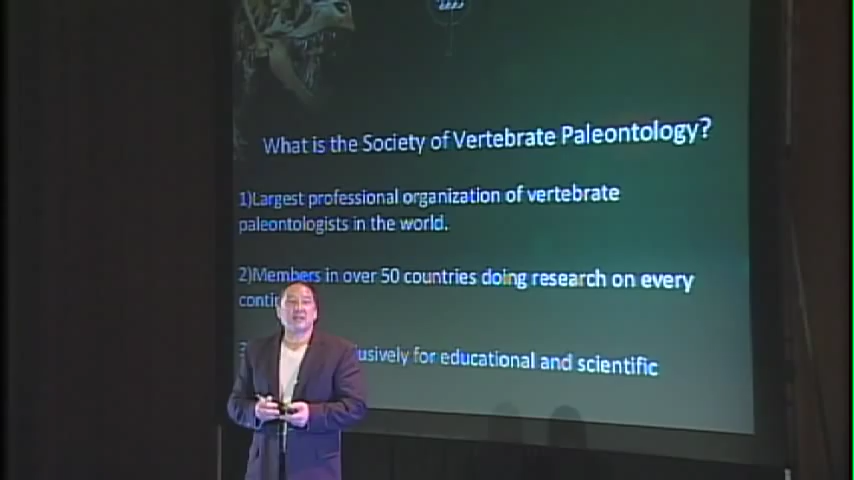 What is the Society of Vertebrate Paleontology?
1)Largest professional organization of vertebrate
paleontologists in the world.
2)Members in over 50 countries doing research on every
for educational and scientific